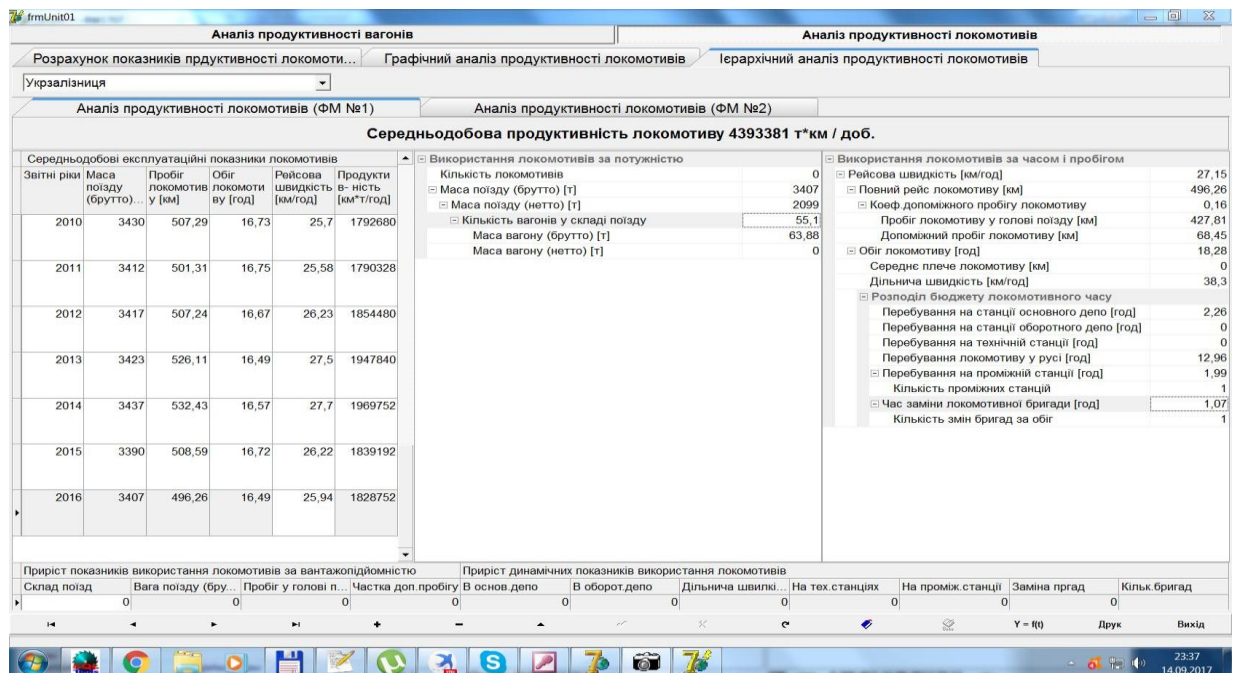 frmUnit01
Аналіз продуктивності вагонів Аналіз продуктивності локомотивів
Розрахунок показників прдуктивності локомоти... Графічний аналіз продуктивності локомотивів Ієрархічний аналіз продуктивності локомотивів
Укрзалізниця
Аналіз продуктивності локомотивів (ФМ №1) Аналіз продуктивності локомотивів (ФМ №2)
Середньодобова продуктивність локомотиву 4393381 т*км / доб.
Середньодобові експлуатаційні показники локомотивів
Звітні ріки Маса поїзду (брутто)... Пробіг локомотив у [км] Обіг локомоти ву [год] Рейсова швидкість [км/год] Продукти в- ність [км*т/год]
2010 3430 507,29 16,73 25,7 1792680
2011 3412 501,31 16,75 25,58 1790328
2012 3417 507,24 16,67 26,23 1854480
2013 3423 526,11 16,49 27,5 1947840
2014 3437 532,43 16,57 27,7 1969752
2015 3390 508,59 16,72 26,22 1839192
2016 3407 496,26 16,49 25,94 1828752
Використання локомотивів за потужністю
Кількість локомотивів 0
Маса поїзду (брутто) [т] 3407
Маса поїзду (нетто) [т] 2099
Кількість вагонів у складі поїзду 55,1
Маса вагону (брутто) [т] 63,88
Маса вагону (нетто) [т] 0
Використання локомотивів за часом і пробігом
Рейсова швидкість [км/год] 27,15
Повний рейс локомотиву [км] 496,26
Коеф.допоміжного пробігу локомотиву 0,16
Пробіг локомотиву у голові поїзду [км] 427,81
Допоміжний пробіг локомотиву [км] 68,45
Обіг локомотиву [год] 18,28
Середнє плече локомотиву [км] 0
Дільнича швидкість [км/год] 38,3
Розподіл бюджету локомотивного часу
Перебування на станції основного депо [год] 2,26
Перебування на станції оборотного депо [год] 0
Перебування на технічній станції [год] 0
Перебування локомотиву у русі [год] 12,96
Перебування на проміжній станції [год] 1,99
Кількість проміжних станцій 1
Час заміни локомотивної бригади [год] 1,07
Кількість змін бригад за обіг 1
Приріст показників використання локомотивів за вантажопідйомністю Приріст динамічних показників використання локомотивів
Склад поїзд Вага поїзду (бру... Пробіг у голові п... Частка доп.пробігу В основ.депо В оборот.депо Дільнича швилкі... На тех.станціях На проміж.станції Заміна пргад Кільк.бригад
0 0 0 0 0 0 0 0 0 0
Y = f(t) Друк Вихід
23:37
14.09.2017